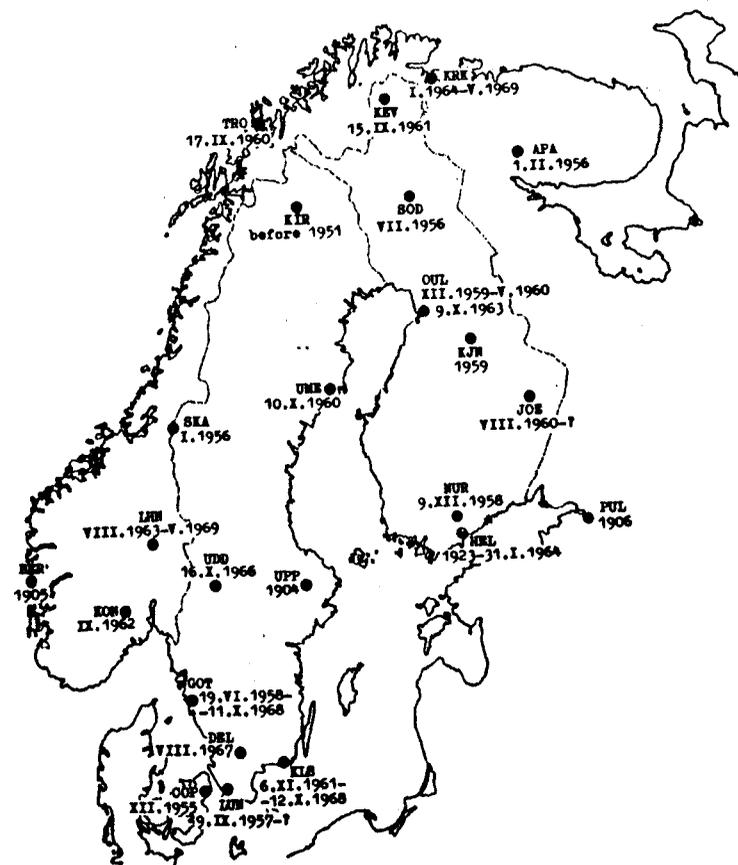 KRK
I.1964-V.1969
KEV
15.IX.1961
TRO
17.IX.1960
APA
1.II.1956
KIR
before 1951
SOD
VII.1956
OUL
XII.1959-V.1960
9.X.1963
KJN
1959
UME
10.X.1960
JOE
VIII.1960-?
SKA
I.1956
NUR
9.XII.1958
PUL
1906
HEL
1923-31.I.1964
LHN
VIII.1963-V.1969
UDD
16.X.1966
UPP
1904
BER
1905
KON
IX.1962
GOT
19.VI.1958-
-11.X.1968
DEL
VIII.1967
KLS
6.XI.1961-
-12.X.1968
COP
XII.1955
LUN
19.IX.1957-?